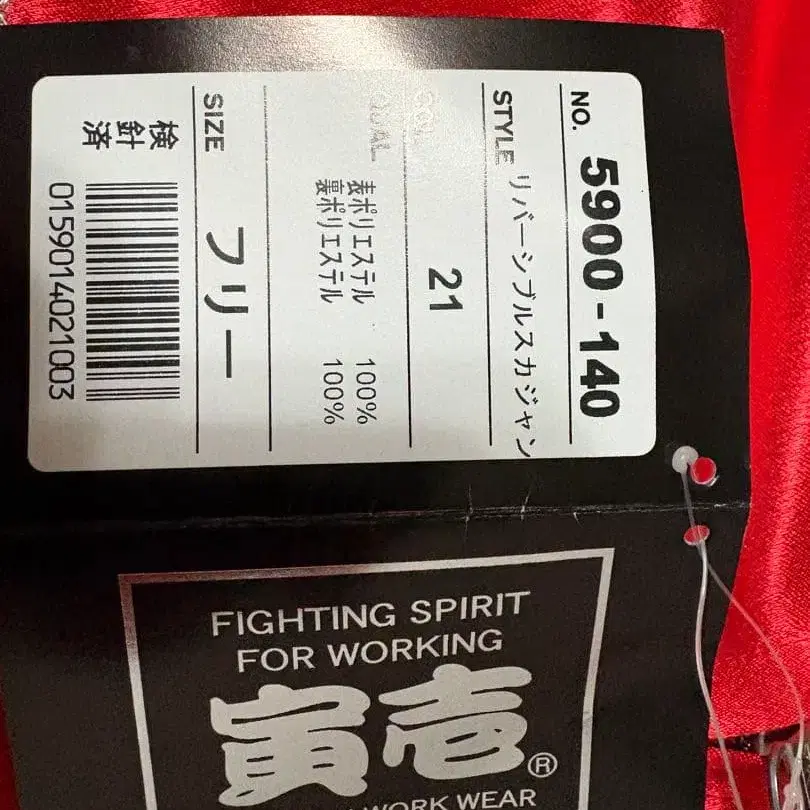 NO. 5900-140
STYLE リバーシブルスカジャン
COL 21
QUAL 表ポリエステル 100%
裏ポリエステル 100%
SIZE フリー
検針済
0159014021003
FIGHTING SPIRIT
FOR WORKING
寅壱®
WORK WEAR